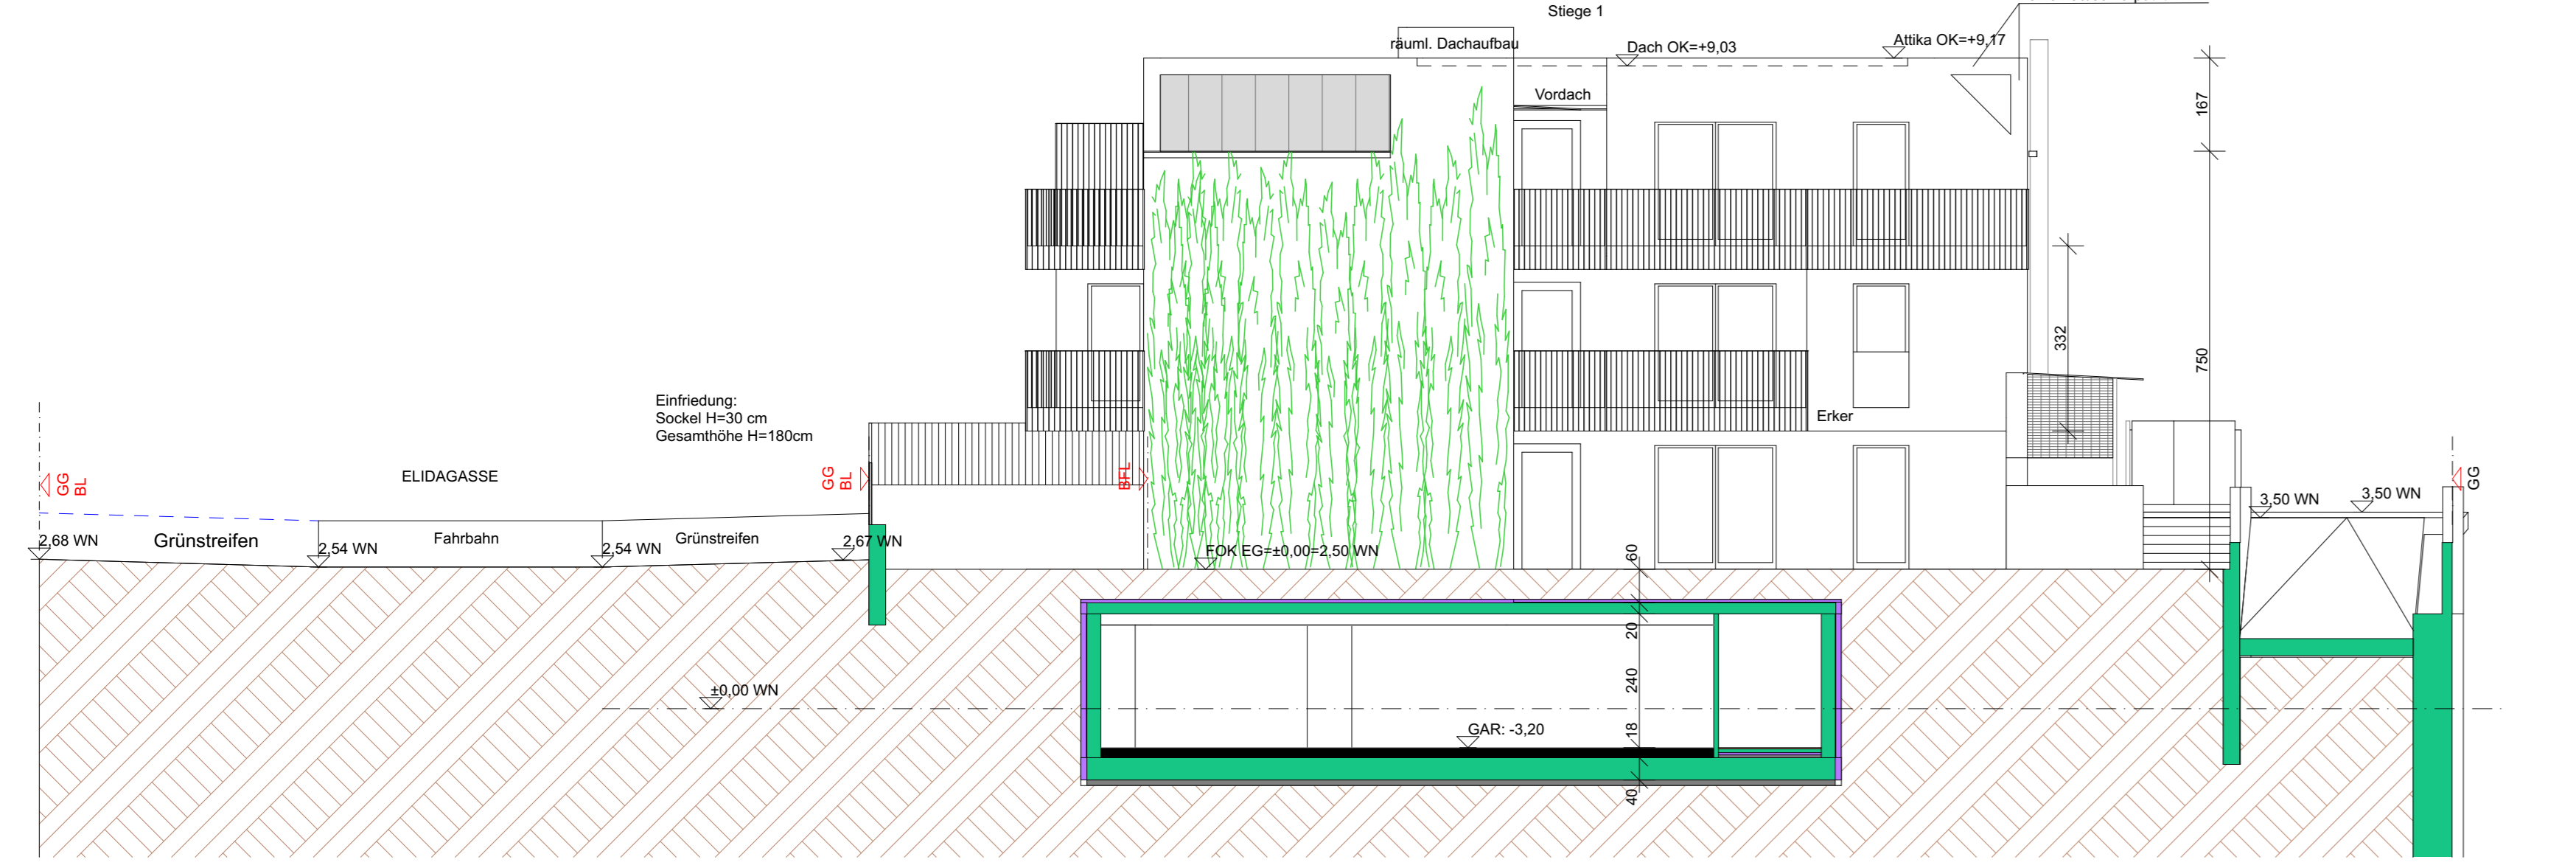 Stiege 1
räuml. Dachaufbau
Dach OK=+9,03
Attika OK=+9,17
Vordach
167
750
332
Erker
Einfriedung:
Sockel H=30 cm
Gesamthöhe H=180cm
ELIDAGASSE
GG
BL
GG
BL
BFL
GG
2,68 WN
Grünstreifen
2,54 WN
Fahrbahn
2,54 WN
Grünstreifen
2,67 WN
FOK EG=±0,00=2,50 WN
3,50 WN
3,50 WN
60
20
240
18
40
±0,00 WN
GAR: -3,20